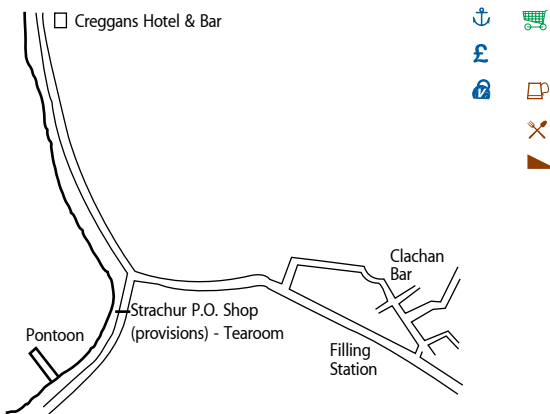 Creggans Hotel & Bar
£
Clachan
Bar
Strachur P.O. Shop
(provisions) - Tearoom
Pontoon
Filling
Station